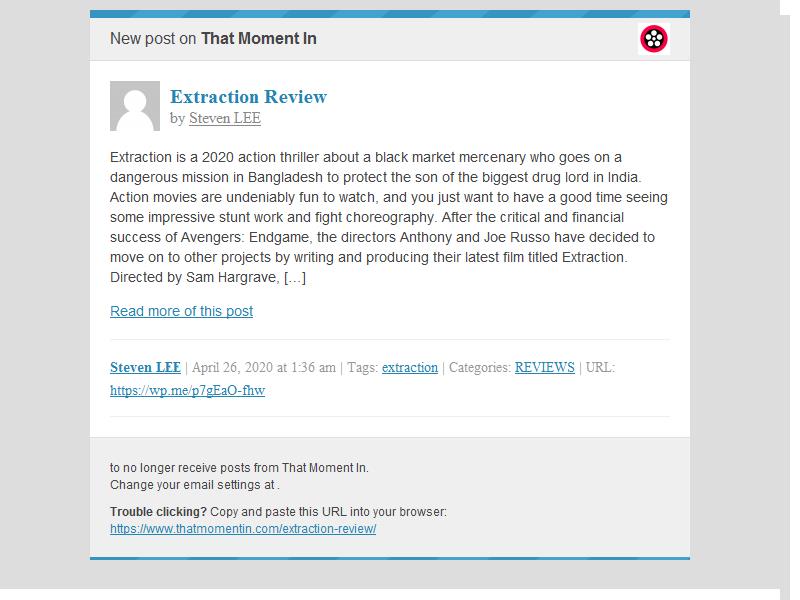 New post on That Moment In
Extraction Review
by Steven LEE
Extraction is a 2020 action thriller about a black market mercenary who goes on a
dangerous mission in Bangladesh to protect the son of the biggest drug lord in India.
Action movies are undeniably fun to watch, and you just want to have a good time seeing
some impressive stunt work and fight choreography. After the critical and financial
success of Avengers: Endgame, the directors Anthony and Joe Russo have decided to
move on to other projects by writing and producing their latest film titled Extraction.
Directed by Sam Hargrave, […]
Read more of this post
Steven LEE | April 26, 2020 at 1:36 am | Tags: extraction | Categories: REVIEWS | URL:
https://wp.me/p7gEaO-fhw
to no longer receive posts from That Moment In.
Change your email settings at .
Trouble clicking? Copy and paste this URL into your browser:
https://www.thatmomentin.com/extraction-review/